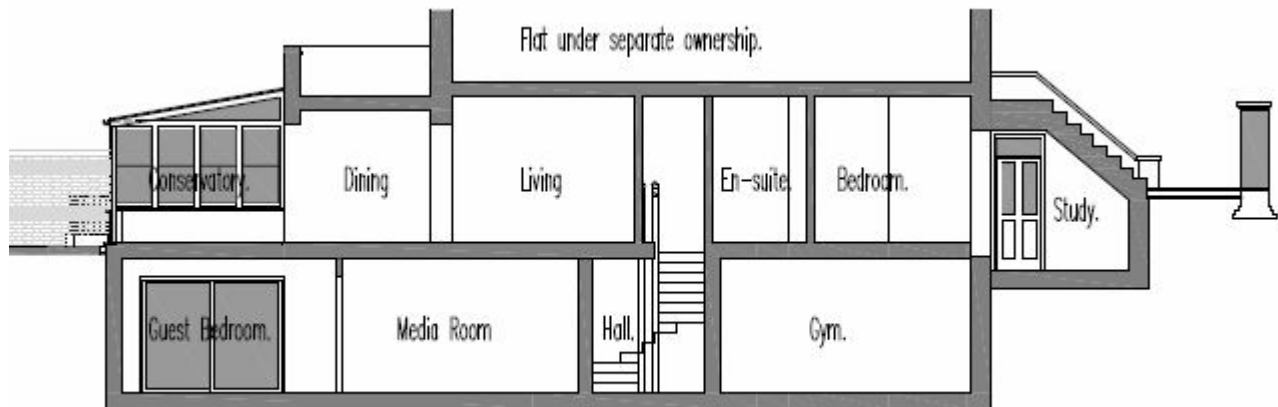 Flat under separate ownership.
Conservatory.
Dining
Living
En-suite.
Bedroom.
Study.
Guest Bedroom.
Media Room
Hall.
Gym.